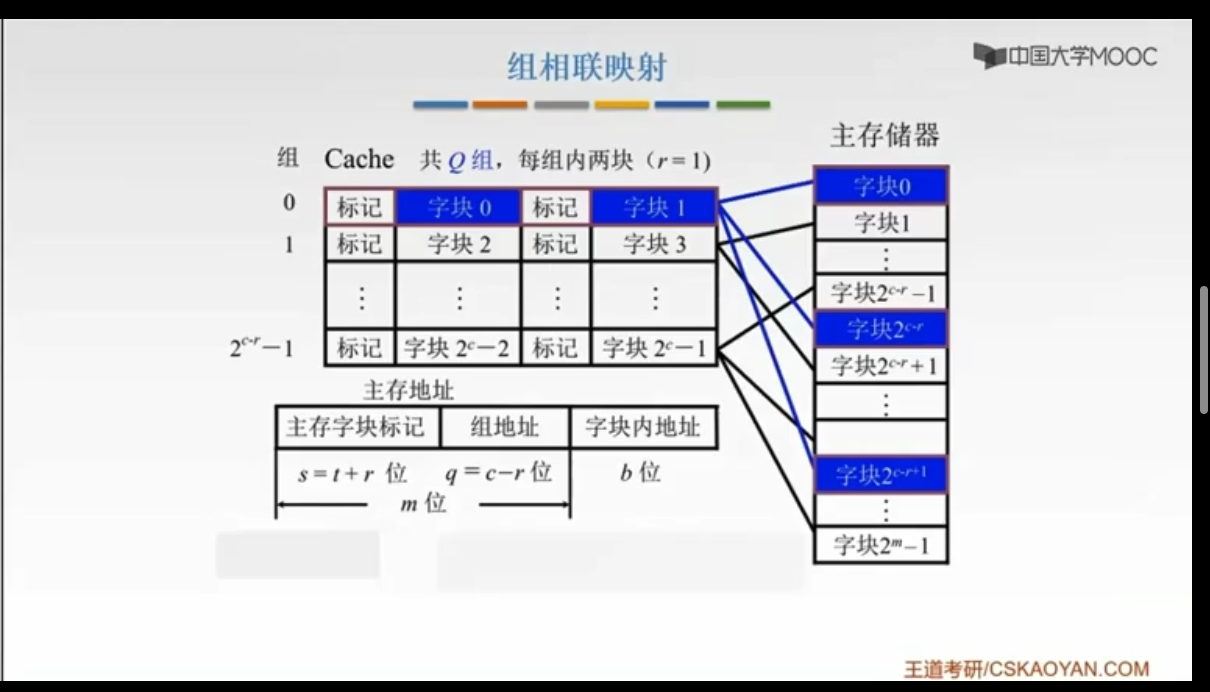 中国大学MOOC
组相联映射
主存储器
组 Cache 共 Q 组，每组内两块（r = 1）
0 标记 字块 0 标记 字块 1
1 标记 字块 2 标记 字块 3
⋮ ⋮ ⋮ ⋮
2^{c-r}－1 标记 字块 2^c－2 标记 字块 2^c－1
字块0
字块1
⋮
字块2^{c-r}－1
字块2^{c-r}
字块2^{c-r}+1
⋮
字块2^{c-r+1}
⋮
字块2^m－1
主存地址
主存字块标记 组地址 字块内地址
s = t + r 位 q = c－r 位 b 位
m 位
王道考研/CSKAOYAN.COM